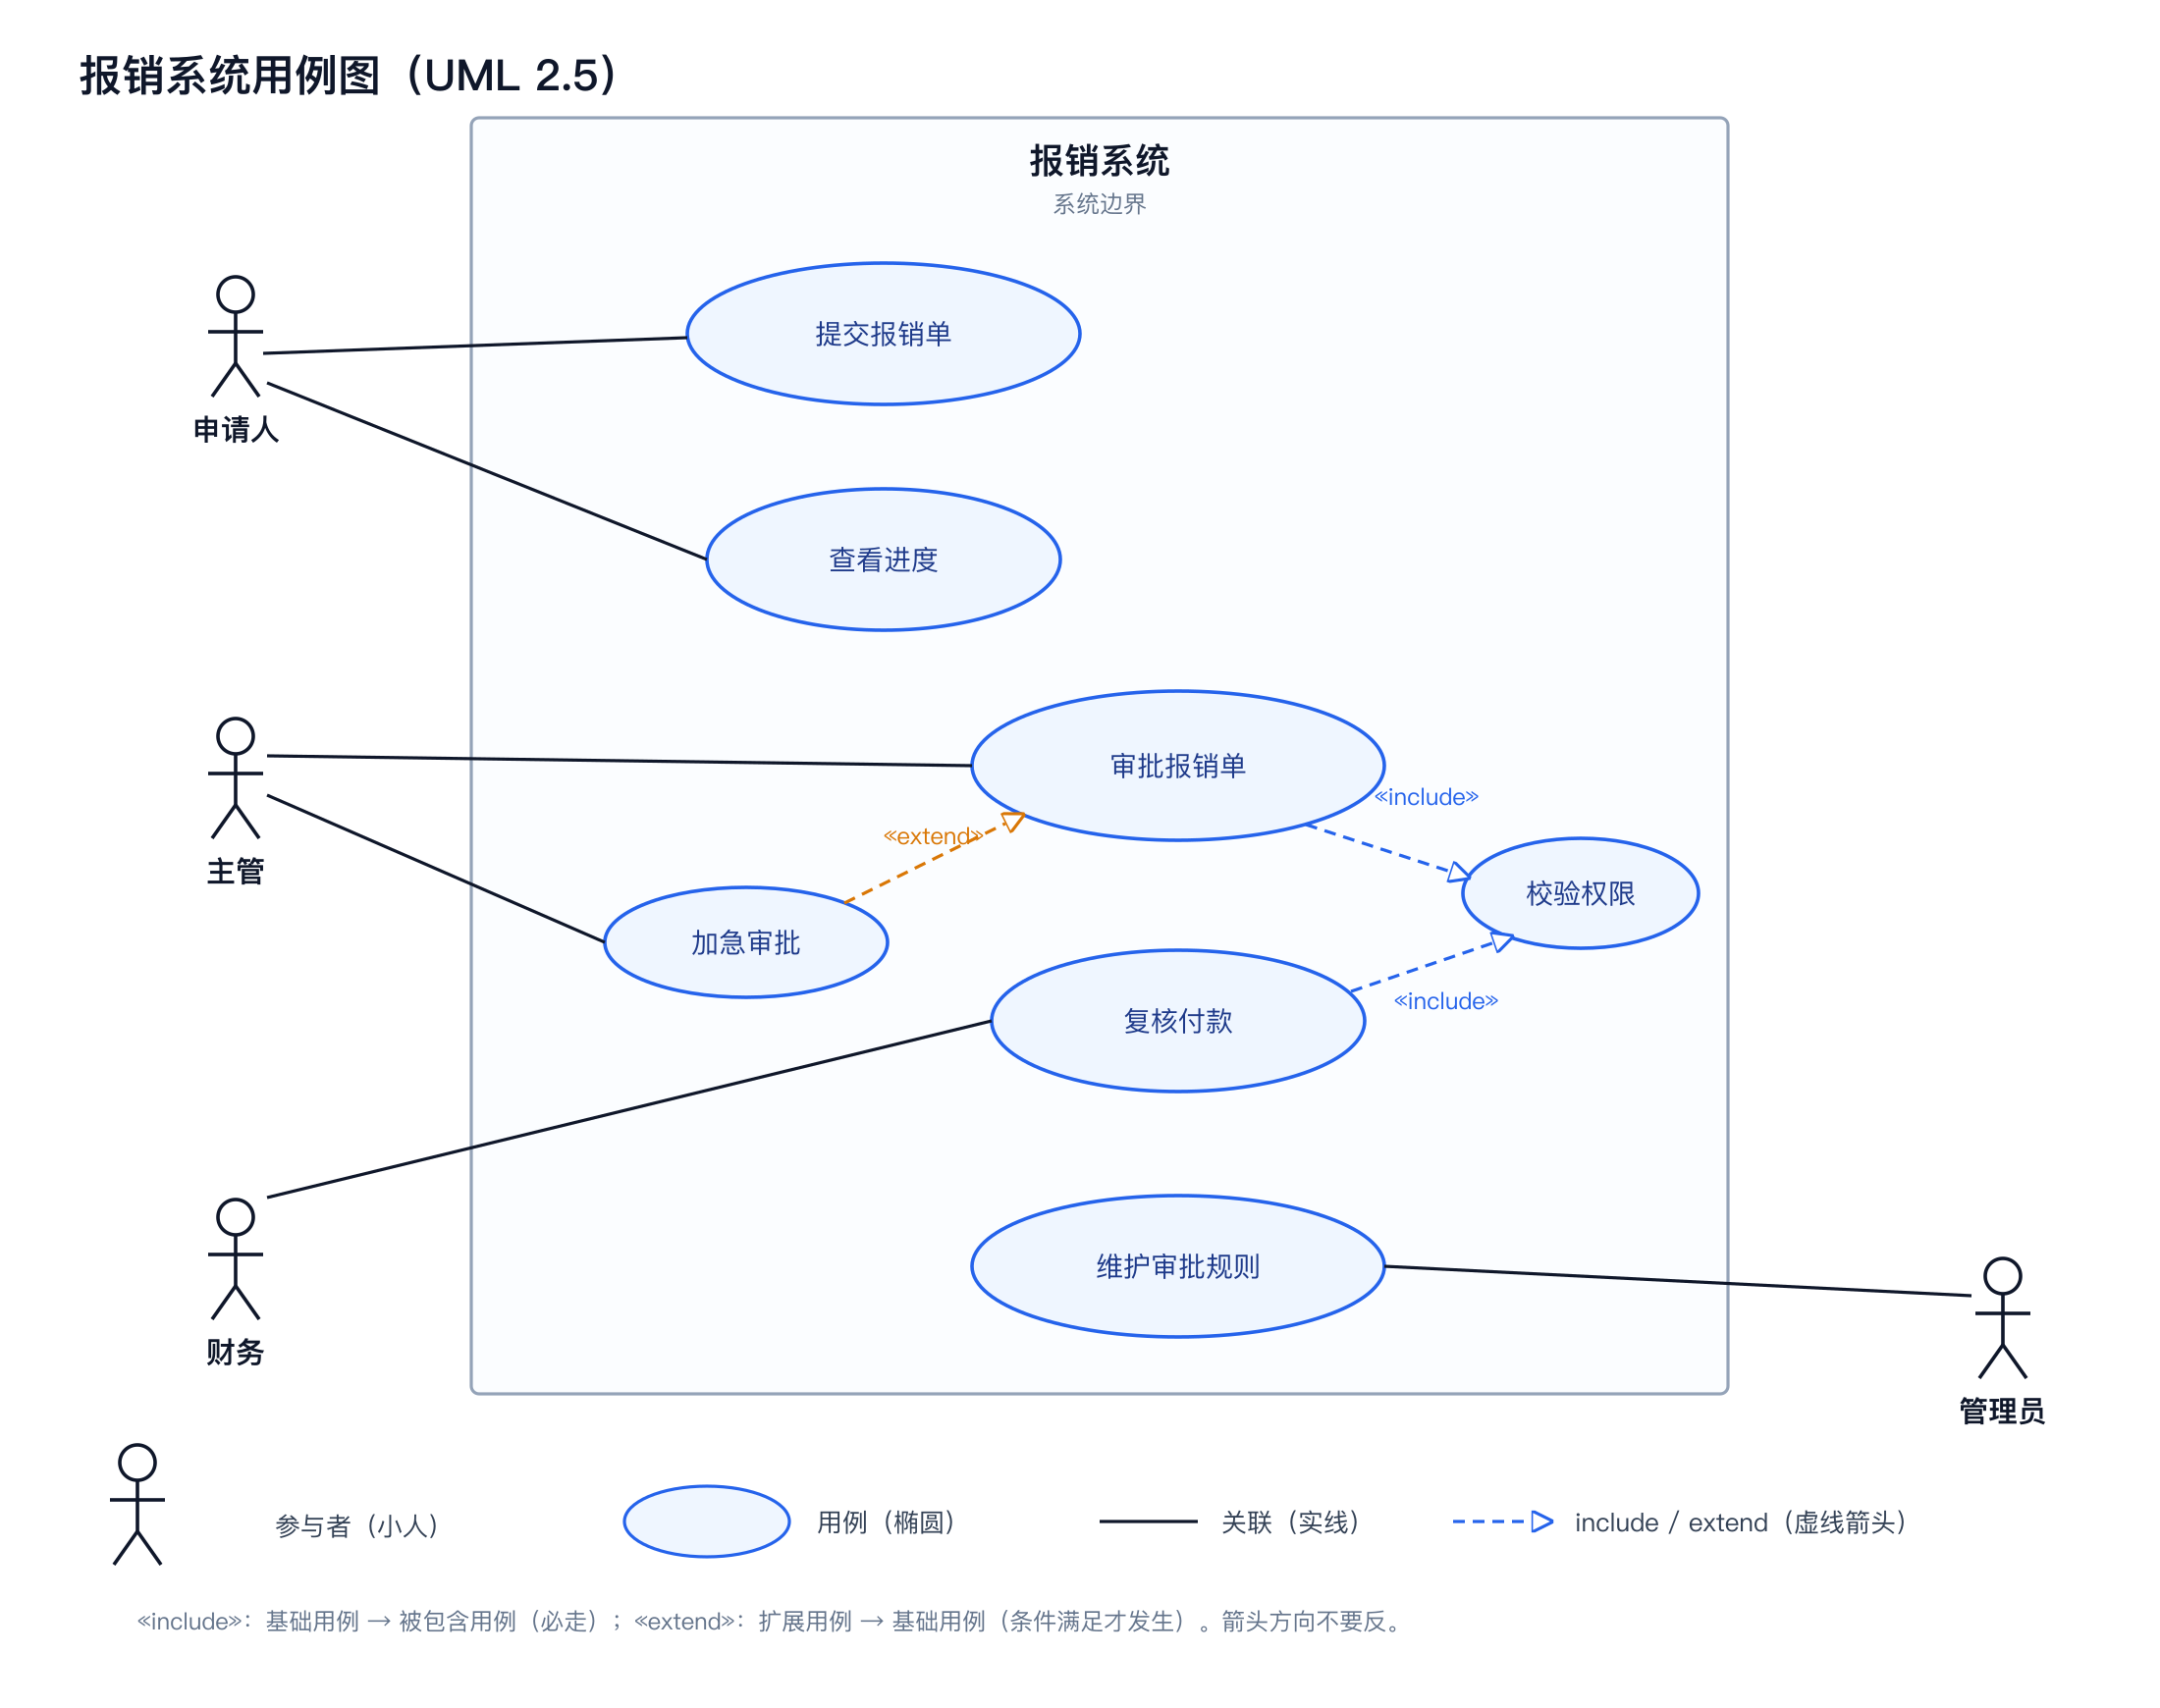 报销系统用例图（UML 2.5）
报销系统
系统边界
提交报销单
申请人
查看进度
审批报销单
«include»
«extend»
主管
校验权限
加急审批
«include»
复核付款
维护审批规则
财务
管理员
参与者（小人）
用例（椭圆）
关联（实线）
include / extend（虚线箭头）
«include»：基础用例 → 被包含用例（必走）；«extend»：扩展用例 → 基础用例（条件满足才发生）。箭头方向不要反。